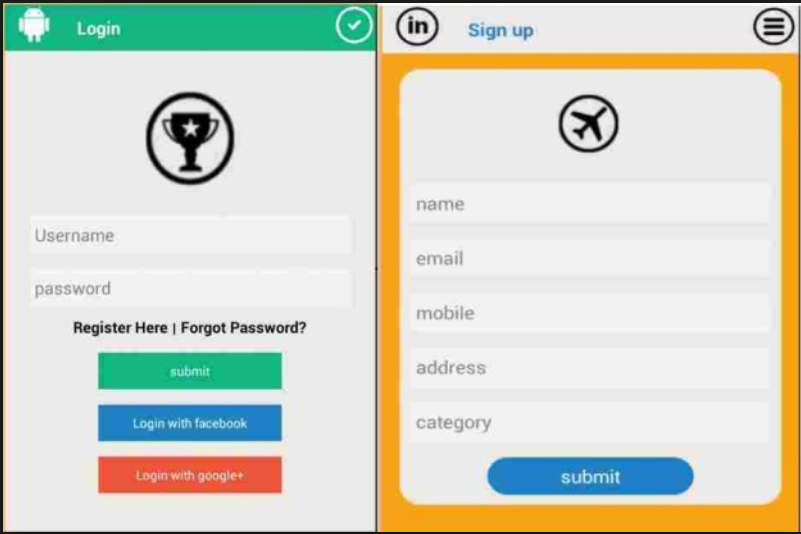 Login
Username
password
Register Here | Forgot Password?
submit
Login with facebook
Login with google+
in
Sign up
name
email
mobile
address
category
submit